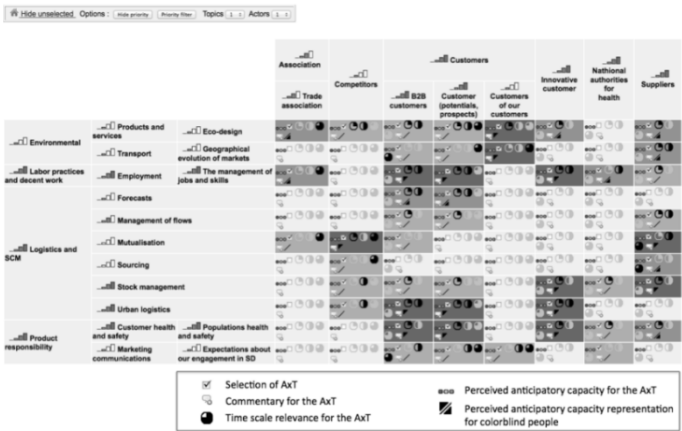 Hide unselected Options : Hide priority Priority filter Topics 1 Actors 1
Association
Competitors
Customers
Innovative customer
Nathional authorities for health
Suppliers
Trade association
B2B customers
Customer (potentials, prospects)
Customers of our customers
Environmental
Products and services
Eco-design
Transport
Geographical evolution of markets
Labor practices and decent work
Employment
The management of jobs and skills
Logistics and SCM
Forecasts
Management of flows
Mutualisation
Sourcing
Stock management
Urban logistics
Product responsibility
Customer health and safety
Populations health and safety
Marketing communications
Expectations about our engagement in SD
Selection of AxT
Commentary for the AxT
Time scale relevance for the AxT
Perceived anticipatory capacity for the AxT
Perceived anticipatory capacity representation
for colorblind people